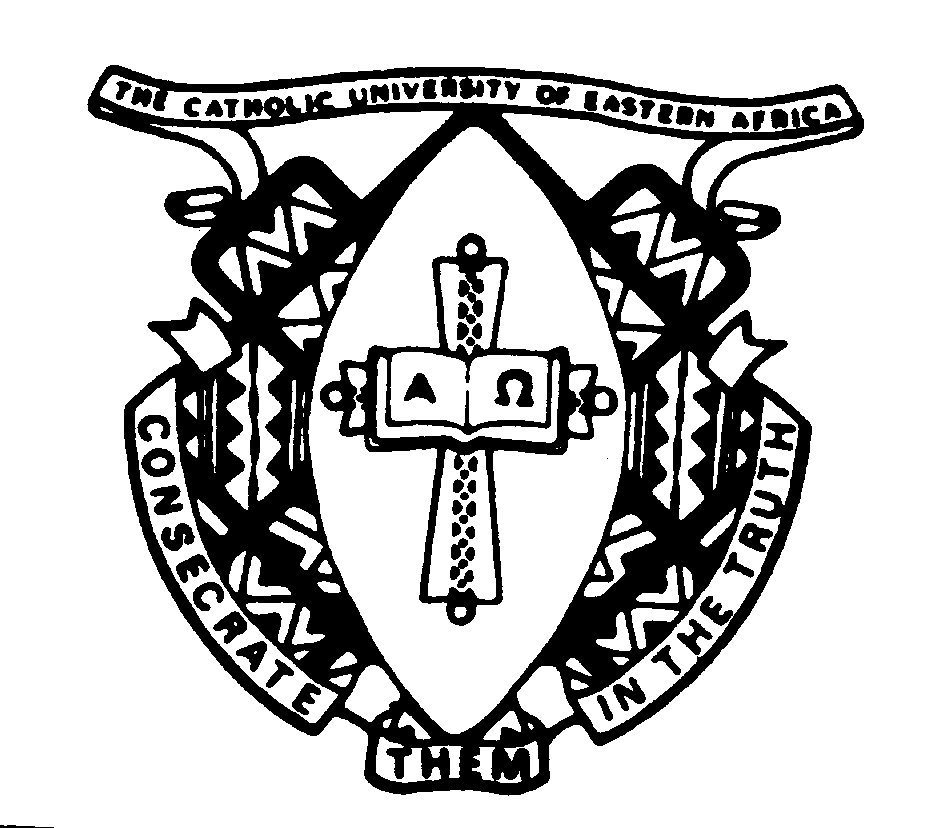 THE CATHOLIC UNIVERSITY OF EASTERN AFRICA
Α Ω
CONSECRATE
THEM
IN THE TRUTH